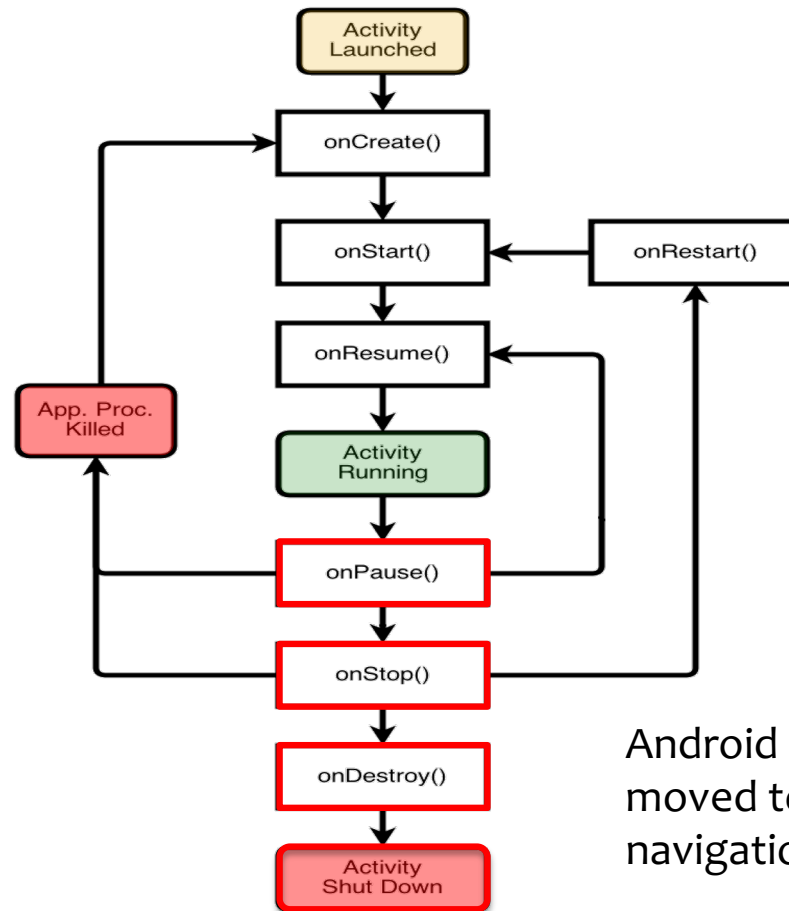 Activity
Launched
onCreate()
onStart()
onRestart()
onResume()
App. Proc.
Killed
Activity
Running
onPause()
onStop()
onDestroy()
Activity
Shut Down
Android
moved
navigatio